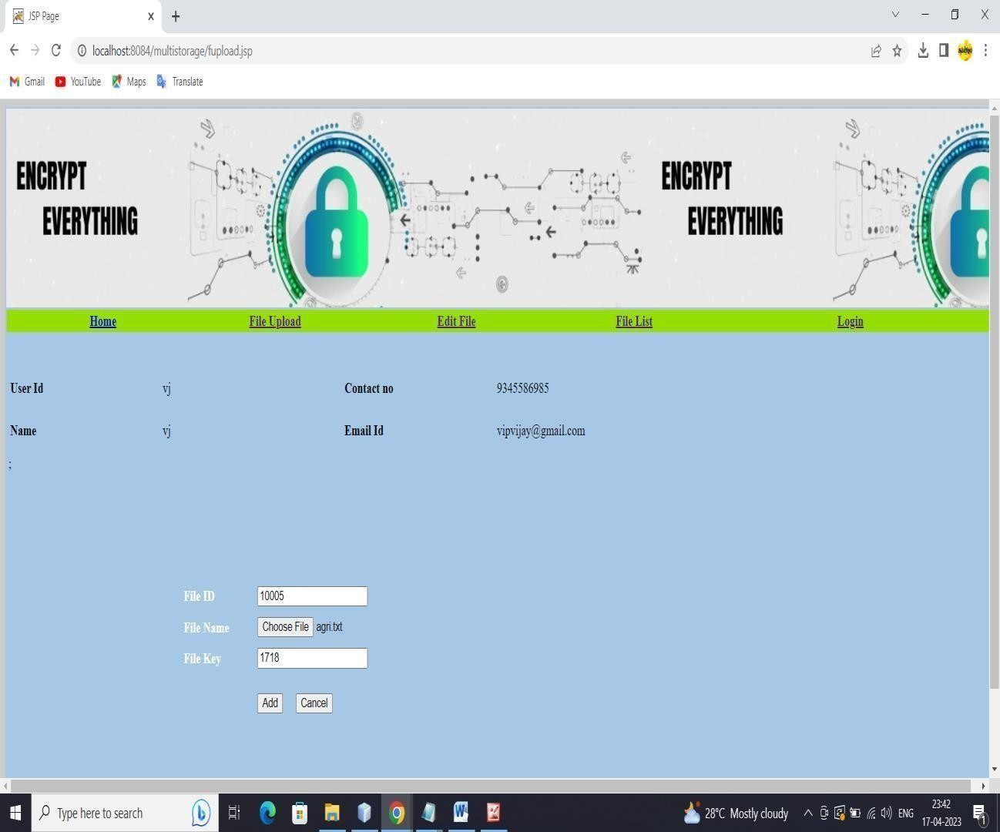 JSP Page
localhost:8084/multistorage/fupload.jsp
Gmail YouTube Maps Translate
ENCRYPT ENCRYPT
EVERYTHING EVERYTHING
Home File Upload Edit File File List Login
User Id vj Contact no 9345586985
Name vj Email Id vipvijay@gmail.com
;
File ID 10005
File Name Choose File agri.txt
File Key 1718
Add Cancel
Type here to search 28°C Mostly cloudy ENG 23:42
17-04-2023 1